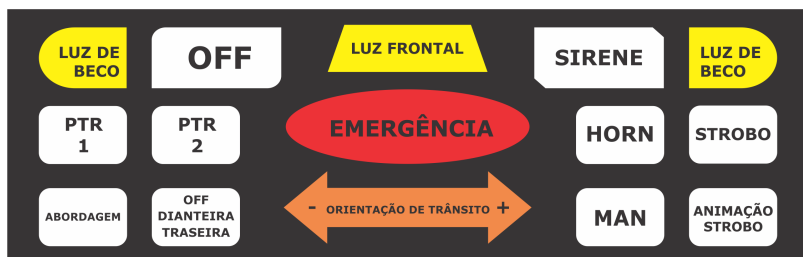 LUZ DE
BECO
OFF
LUZ FRONTAL
SIRENE
LUZ DE
BECO
PTR
1
PTR
2
EMERGÊNCIA
HORN
STROBO
ABORDAGEM
OFF
DIANTEIRA
TRASEIRA
- ORIENTAÇÃO DE TRÂNSITO +
MAN
ANIMAÇÃO
STROBO